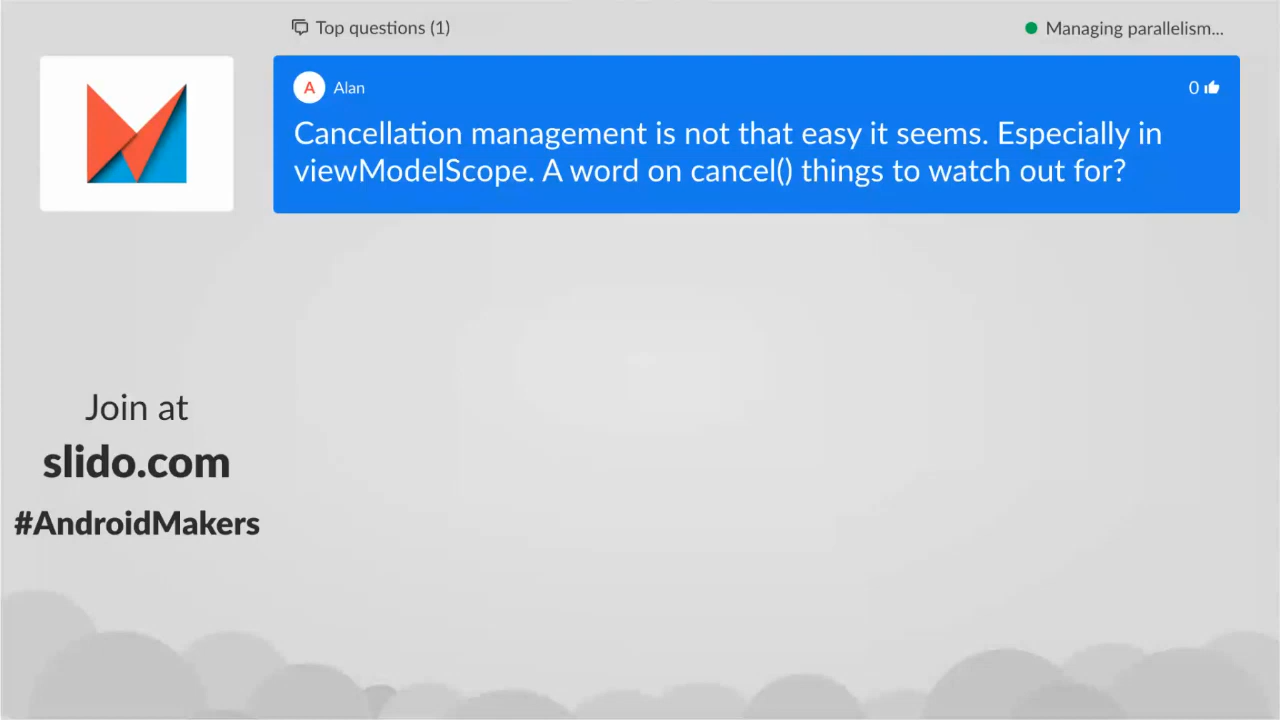 Top questions (1)
Managing parallelism...
A Alan
0
Cancellation management is not that easy it seems. Especially in
viewModelScope. A word on cancel() things to watch out for?
Join at
slido.com
#AndroidMakers